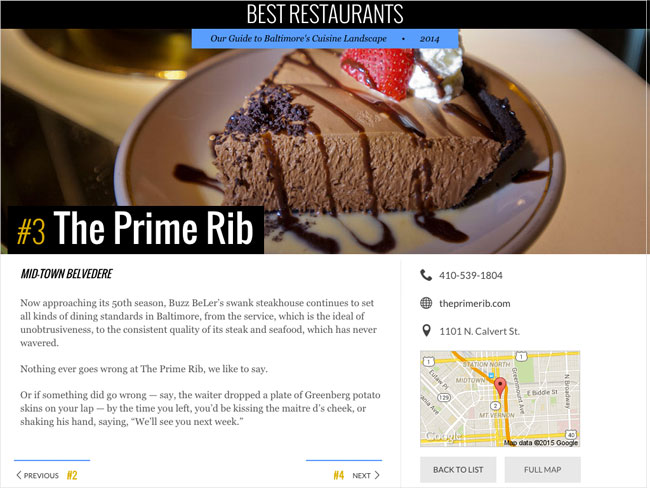 BEST RESTAURANTS
Our Guide to Baltimore's Cuisine Landscape • 2014
#3 The Prime Rib
MID-TOWN BELVEDERE
Now approaching its 50th season, Buzz BeLer's swank steakhouse continues to set
all kinds of dining standards in Baltimore, from the service, which is the ideal of
unobtrusiveness, to the consistent quality of its steak and seafood, which has never
wavered.
Nothing ever goes wrong at The Prime Rib, we like to say.
Or if something did go wrong — say, the waiter dropped a plate of Greenberg potato
skins on your lap — by the time you left, you'd be kissing the maitre d's cheek, or
shaking his hand, saying, “We'll see you next week.”
PREVIOUS #2
#4 NEXT
410-539-1804
theprimerib.com
1101 N. Calvert St.
1
STATION NORTH
1
MIDTOWN
Greenmount Ave
E Biddle St
N Broadway
129
2
MT. VERNON
40
Google
Map data ©2015 Google
BACK TO LIST
FULL MAP